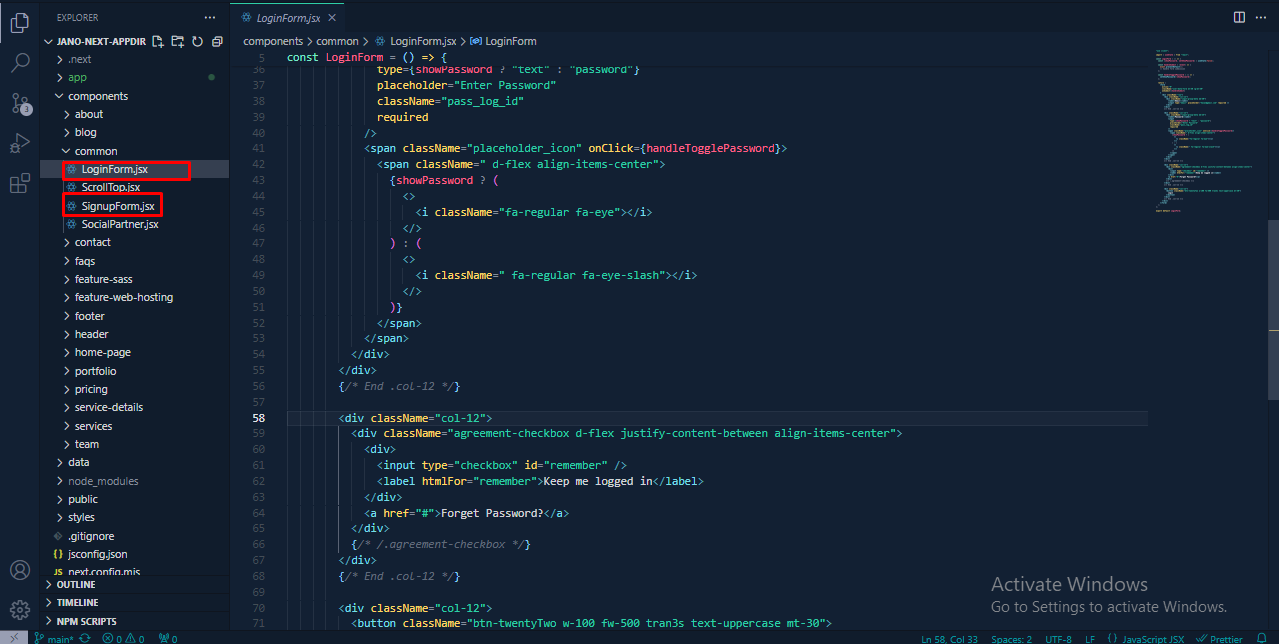 EXPLORER
JANO-NEXT-APPDIR
.next
app
components
about
blog
common
LoginForm.jsx
ScrollTop.jsx
SignupForm.jsx
SocialPartner.jsx
contact
faqs
feature-sass
feature-web-hosting
footer
header
home-page
portfolio
pricing
service-details
services
team
data
node_modules
public
styles
.gitignore
{} jsconfig.json
JS next.config.mjs
OUTLINE
TIMELINE
NPM SCRIPTS
3
LoginForm.jsx
components > common > LoginForm.jsx > LoginForm
5 const LoginForm = () => {
36 type={showPassword ? "text" : "password"}
37 placeholder="Enter Password"
38 className="pass_log_id"
39 required
40 />
41 <span className="placeholder_icon" onClick={handleTogglePassword}>
42 <span className=" d-flex align-items-center">
43 {showPassword ? (
44 <>
45 <i className="fa-regular fa-eye"></i>
46 </>
47 ) : (
48 <>
49 <i className=" fa-regular fa-eye-slash"></i>
50 </>
51 )}
52 </span>
53 </span>
54 </div>
55 </div>
56 {/* End .col-12 */}
57
58 <div className="col-12">
59 <div className="agreement-checkbox d-flex justify-content-between align-items-center">
60 <div>
61 <input type="checkbox" id="remember" />
62 <label htmlFor="remember">Keep me logged in</label>
63 </div>
64 <a href="#">Forget Password?</a>
65 </div>
66 {/* /.agreement-checkbox */}
67 </div>
68 {/* End .col-12 */}
69
70 <div className="col-12">
71 <button className="btn-twentyTwo w-100 fw-500 tran3s text-uppercase mt-30">
Activate Windows
Go to Settings to activate Windows.
main* 0 0 0 Ln 58, Col 33 Spaces: 2 UTF-8 LF {} JavaScript JSX Prettier